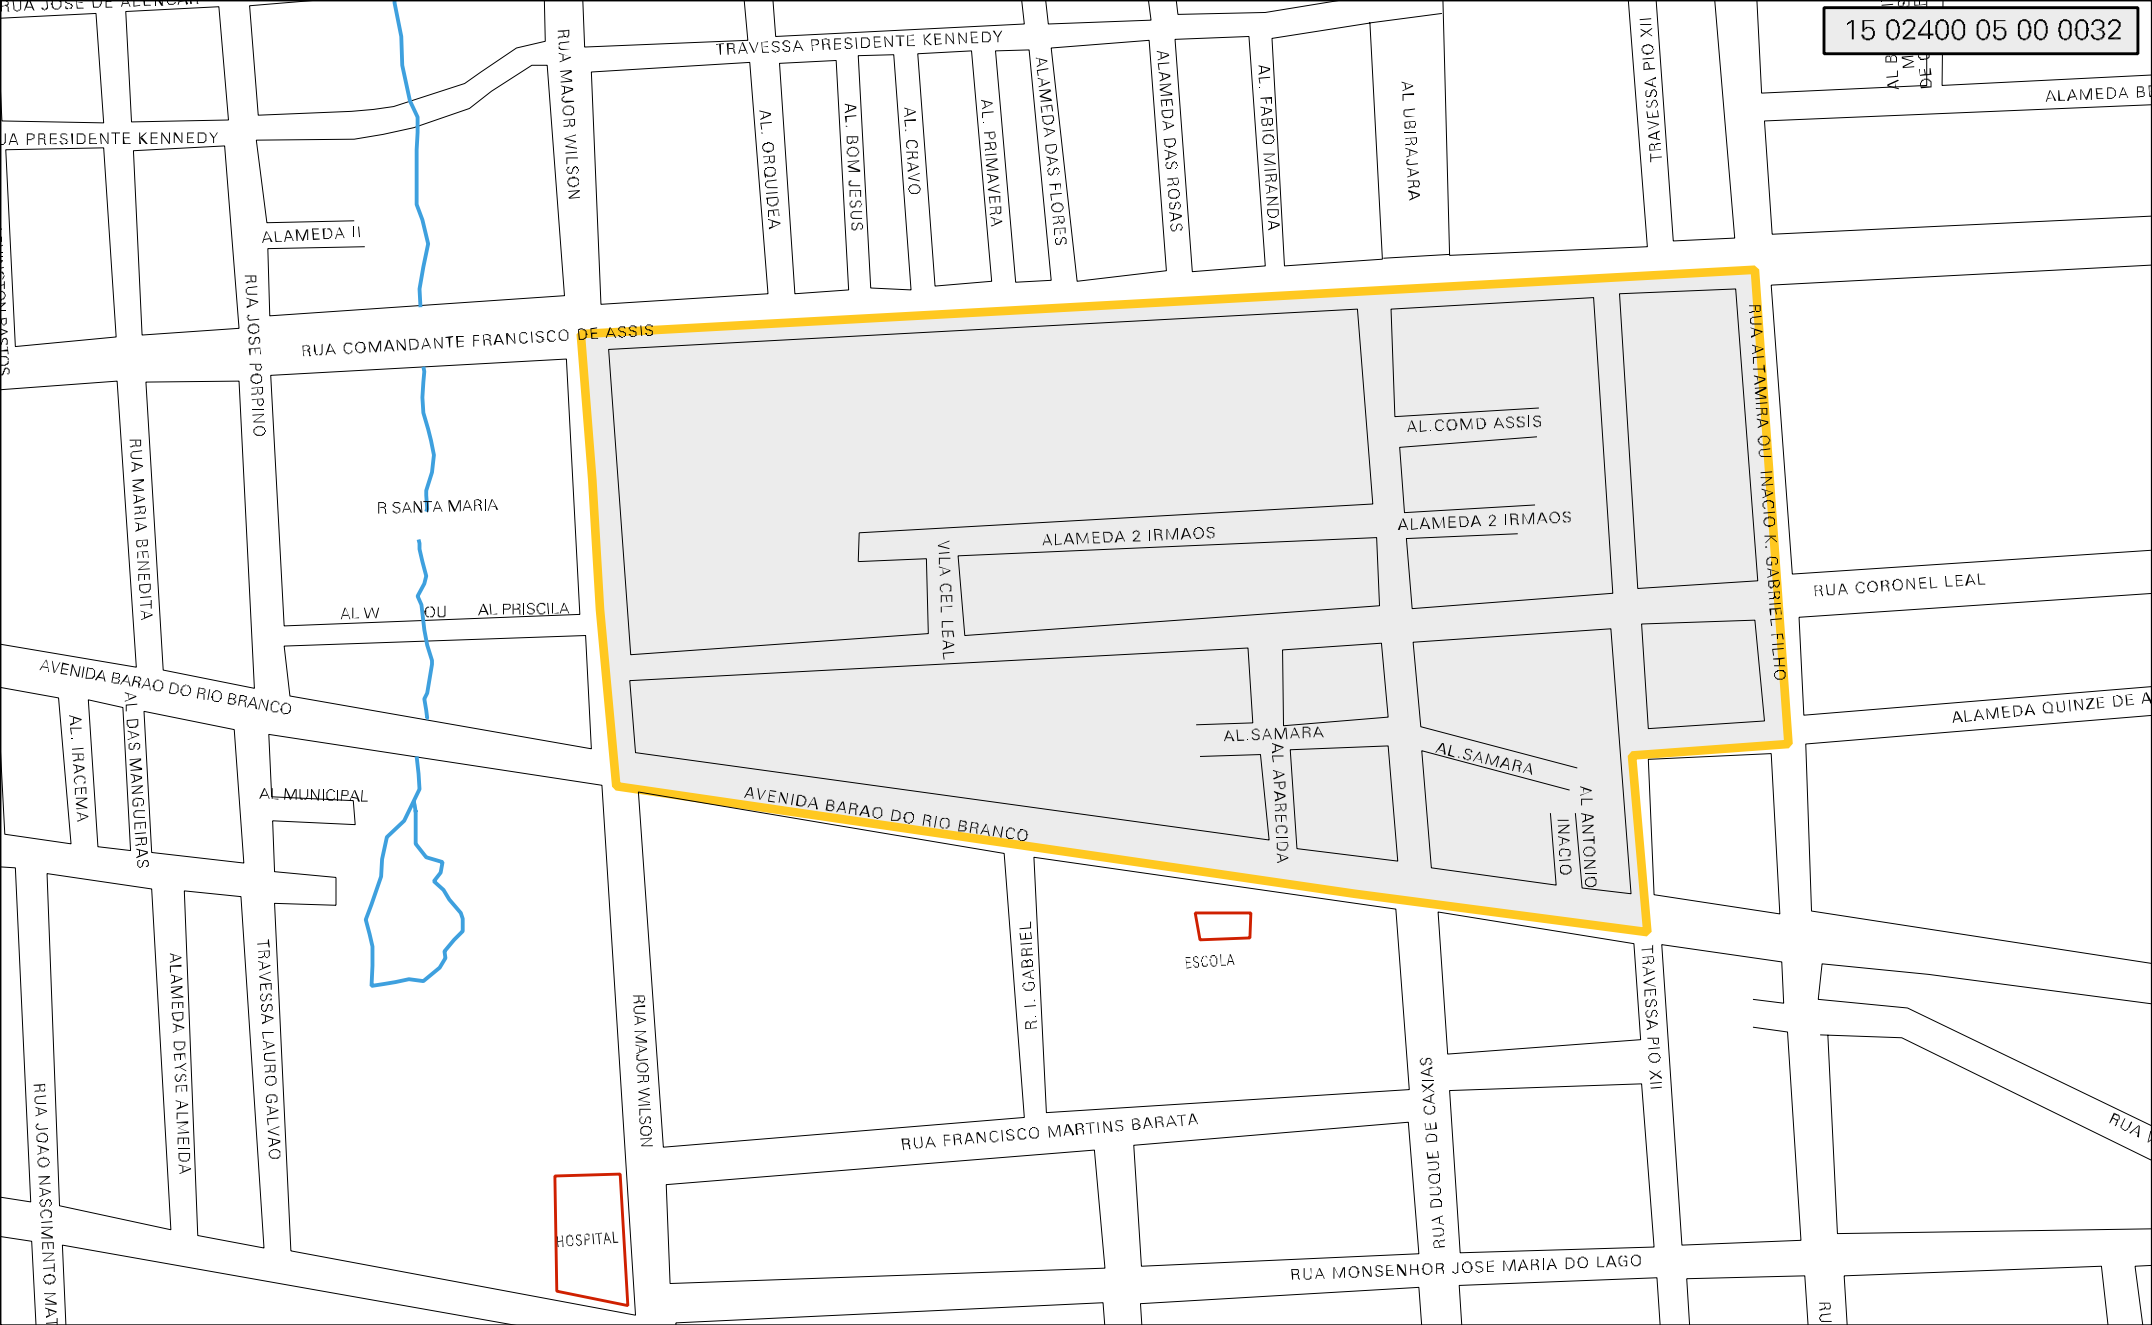 RUA JOSE DE ALENCAR
15 02400 05 00 0032
TRAVESSA PRESIDENTE KENNEDY
RUA MAJOR WILSON
TRAVESSA PIO XII
ALAMEDA
UA PRESIDENTE KENNEDY
AL. ORQUIDEA
AL. BOM JESUS
AL. CRAVO
AL. PRIMAVERA
ALAMEDA DAS FLORES
ALAMEDA DAS ROSAS
AL. FABIO MIRANDA
AL UBIRAJARA
ALAMEDA II
RUA JOSE PORPINO
RUA COMANDANTE FRANCISCO DE ASSIS
RUA ALTAMIRA OU INACIO K. GABRIEL FILHO
AL.COMD ASSIS
RUA MARIA BENEDITA
R SANTA MARIA
ALAMEDA 2 IRMAOS
ALAMEDA 2 IRMAOS
VILA CEL LEAL
RUA CORONEL LEAL
AL W OU AL PRISCILA
AVENIDA BARAO DO RIO BRANCO
ALAMEDA QUINZE DE A
AL. IRACEMA
AL DAS MANGUEIRAS
AL.SAMARA
AL.SAMARA
AL APARECIDA
AL ANTONIO
INACIO
AL MUNICIPAL
AVENIDA BARAO DO RIO BRANCO
ESCOLA
R. I. GABRIEL
TRAVESSA PIO XII
ALAMEDA DEYSE ALMEIDA
TRAVESSA LAURO GALVAO
RUA MAJOR WILSON
RUA DUQUE DE CAXIAS
RUA JOAO NASCIMENTO MAT
RUA FRANCISCO MARTINS BARATA
RUA
HOSPITAL
RUA MONSENHOR JOSE MARIA DO LAGO
RU